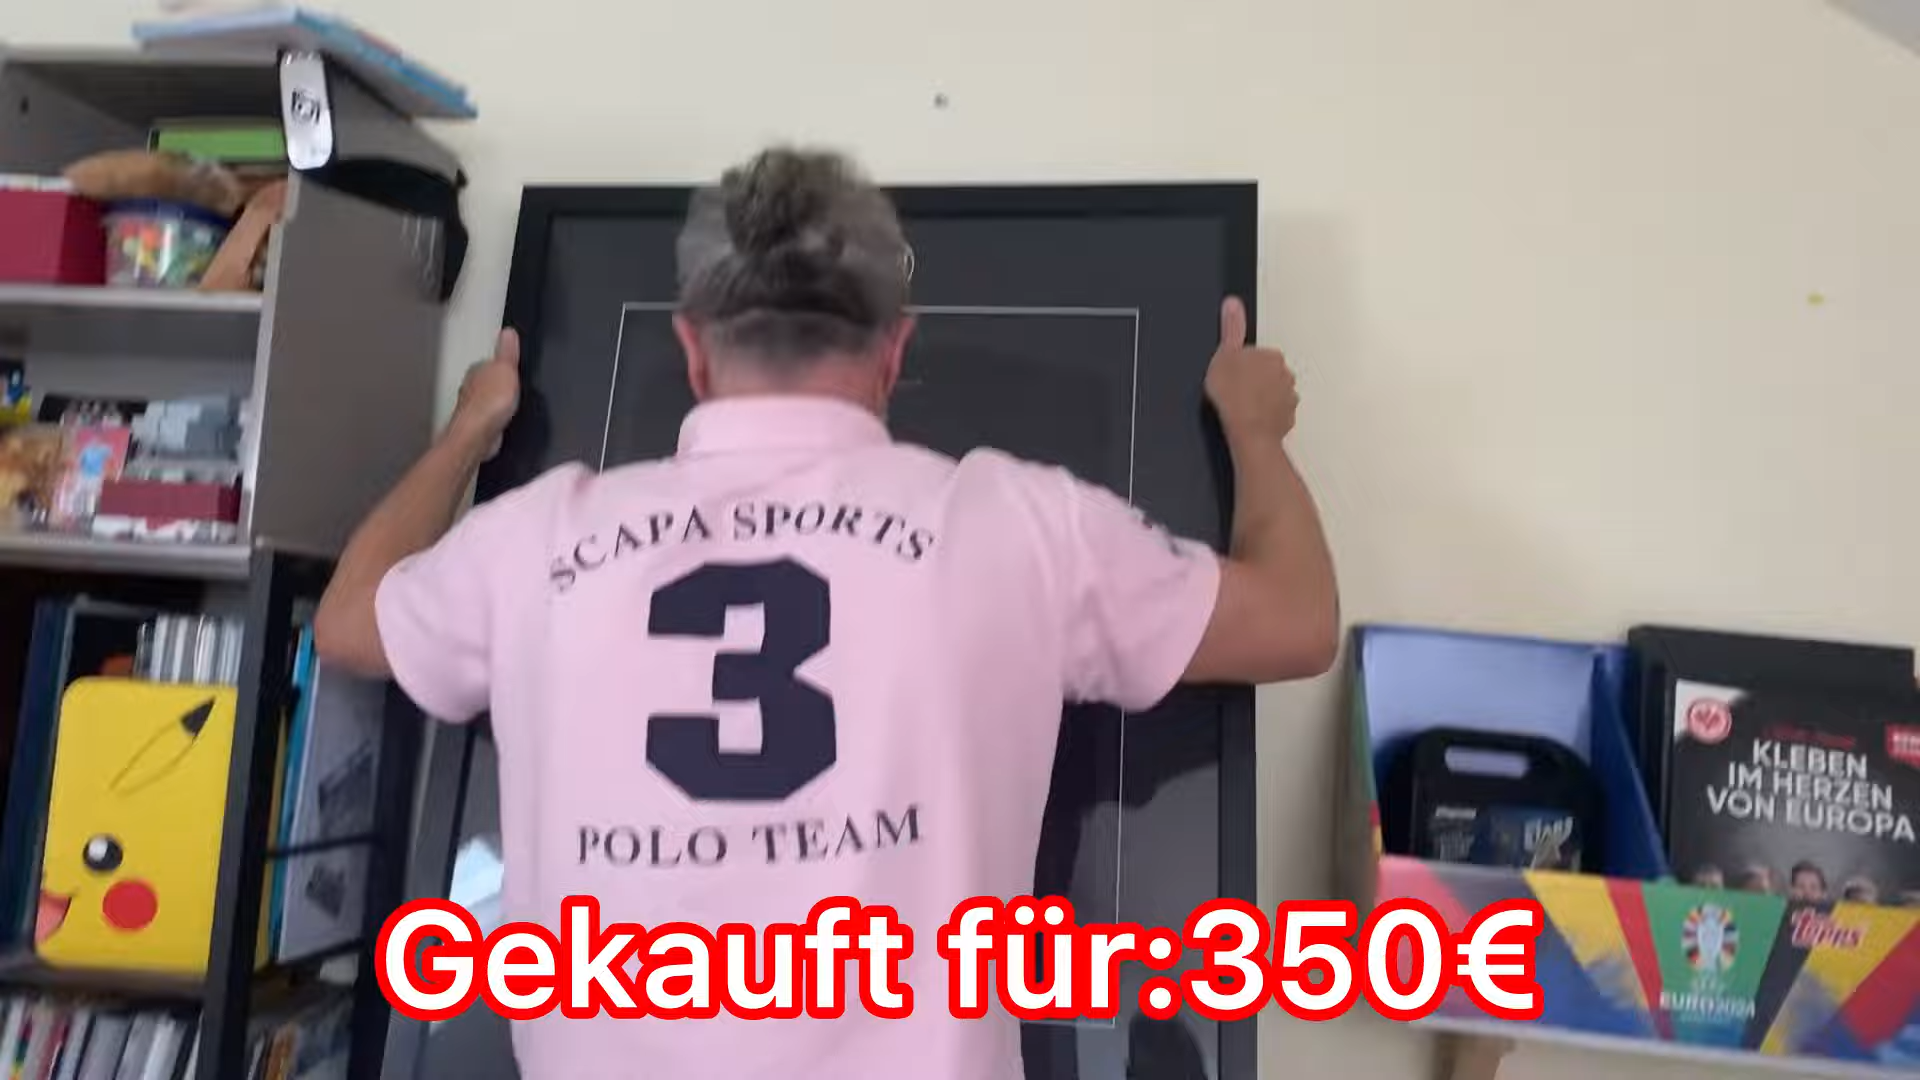 SCAPA SPORTS
3
POLO TEAM
KLEBEN
IM HERZEN
VON EUROPA
Topps
EURO2024
Gekauft für:350€